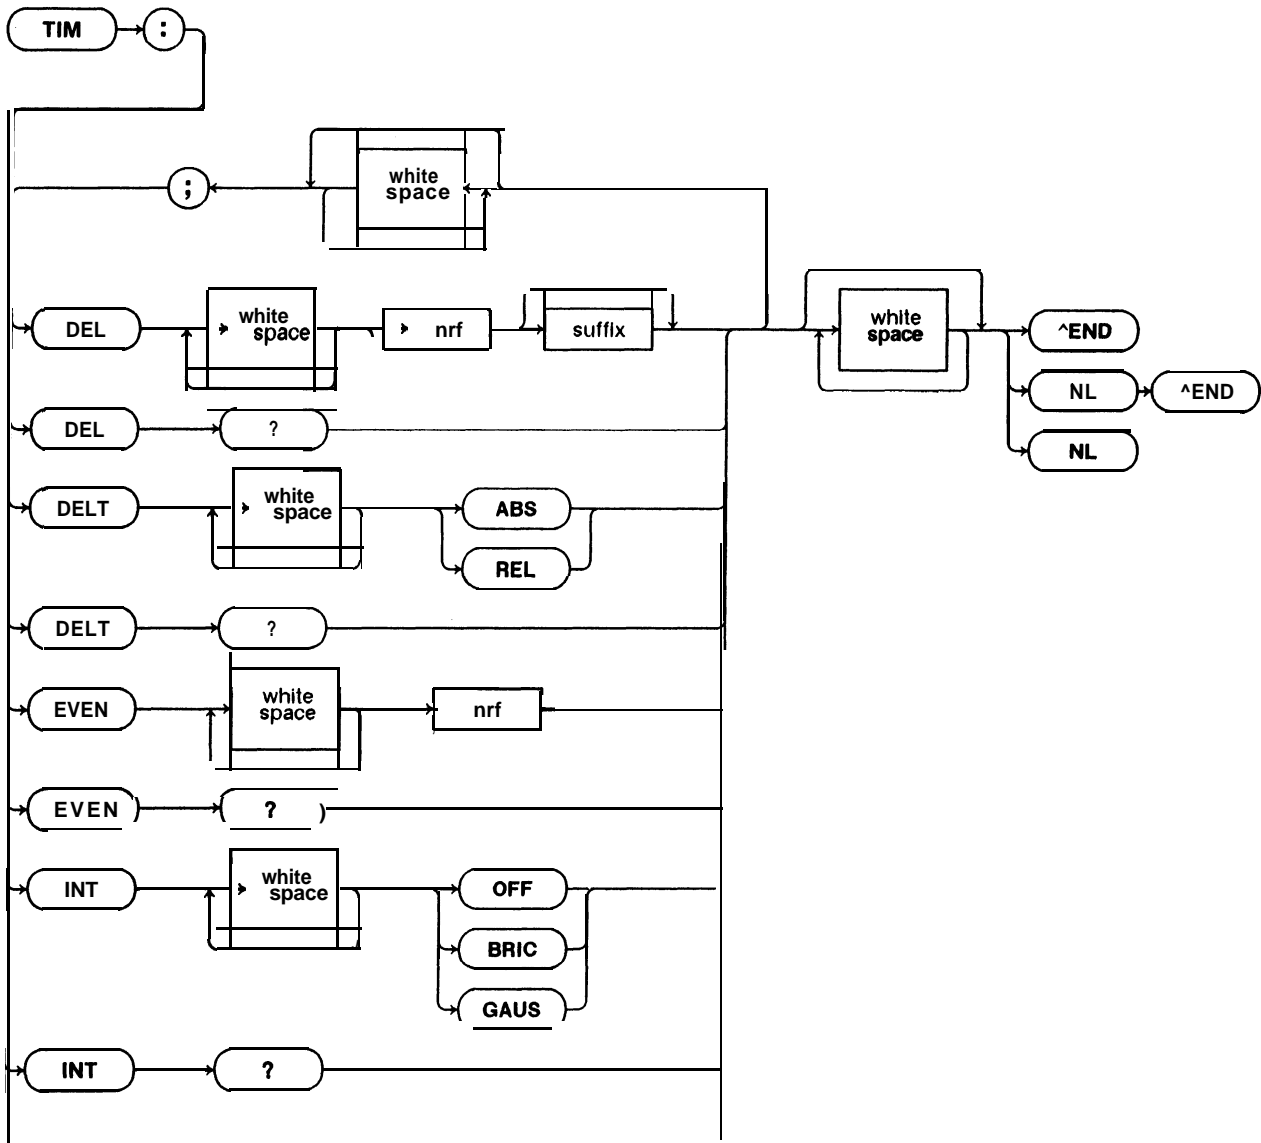 TIM :
; white space
DEL white space nrf suffix
white space ^END
NL ^END
NL
DEL ?
DELT white space ABS
REL
DELT ?
EVEN white space nrf
EVEN ?
INT white space OFF
BRIC
GAUS
INT ?